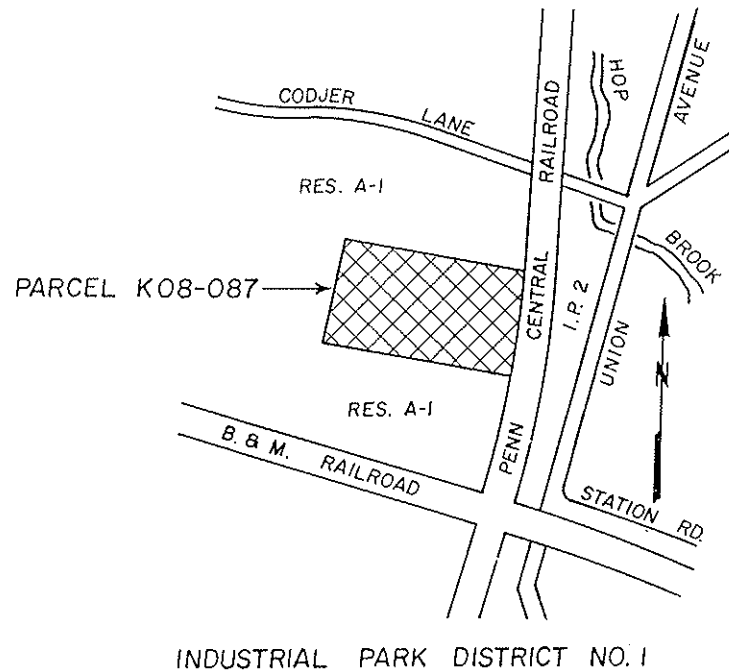 CODJER LANE
HOP BROOK
UNION AVENUE
PENN CENTRAL RAILROAD
RES. A-1
PARCEL K08-087
I.P. 2
N
RES. A-1
B. & M. RAILROAD
STATION RD.
INDUSTRIAL PARK DISTRICT NO. 1